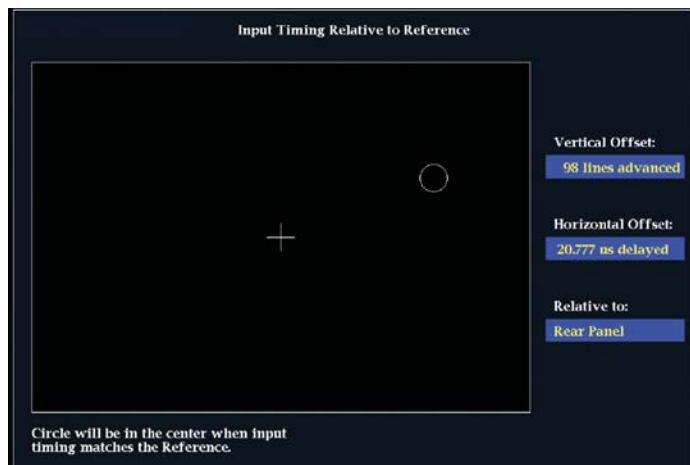 Input Timing Relative to Reference
Vertical Offset:
98 lines advanced
Horizontal Offset:
20.777 us delayed
Relative to:
Rear Panel
Circle will be in the center when input
timing matches the Reference.